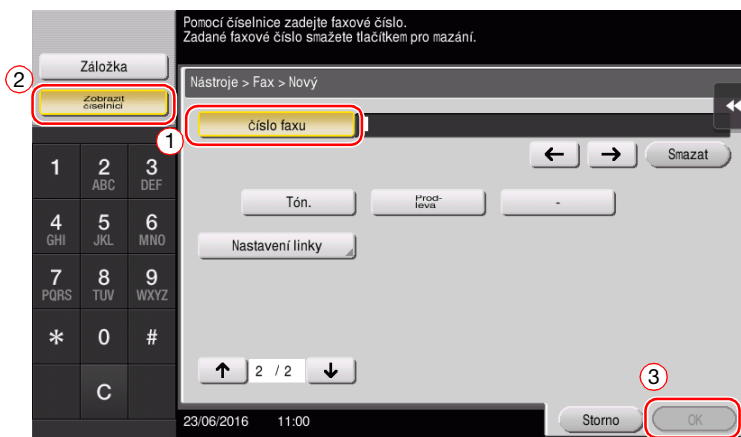 Pomocí číselnice zadejte faxové číslo.
Zadané faxové číslo smažete tlačítkem pro mazání.
Záložka
2
Zobrazit
číselnici
Nástroje > Fax > Nový
číslo faxu
1
← → Smazat
1 2 ABC 3 DEF
Tón. Prod-
leva -
4 GHI 5 JKL 6 MNO
Nastavení linky
7 PQRS 8 TUV 9 WXYZ
* 0 #
↑ 2 / 2 ↓
C
3
23/06/2016 11:00 Storno OK